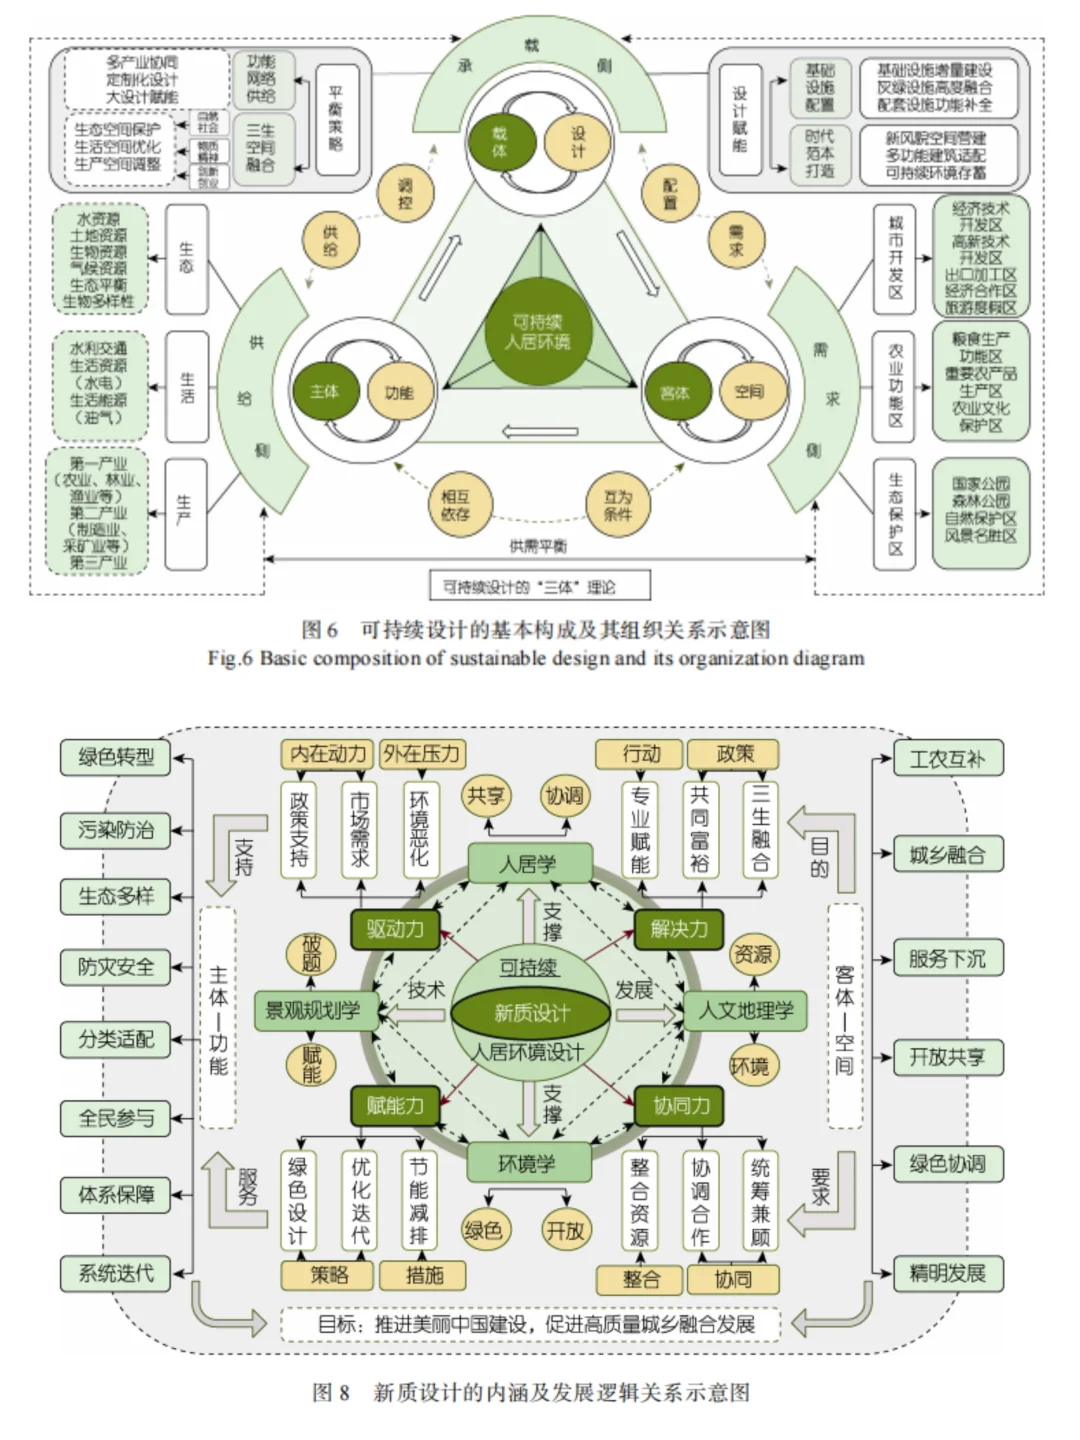 承
载
侧
多产业协同
定制化设计
大设计赋能
功能
网络
供给
生态空间保护
生活空间优化
生产空间调整
自然
社会
物质
精神
创新
创业
三生
空间
融合
平衡策略
载体
设计
设计赋能
基础
设施
配置
基础设施增量建设
灰绿设施高度融合
配套设施功能补全
时代
范本
打造
新风貌空间营建
多功能建筑适配
可持续环境存蓄
调控
供给
配置
需求
水资源
土地资源
生物资源
气候资源
生态平衡
生物多样性
生态
水利交通
生活资源
（水电）
生活能源
（油气）
生活
第一产业
（农业、林业、
渔业等）
第二产业
（制造业、
采矿业等）
第三产业
生产
供
给
侧
主体
功能
可持续
人居环境
客体
空间
需
求
侧
城市开发区
经济技术
开发区
高新技术
开发区
出口加工区
经济合作区
旅游度假区
农业功能区
粮食生产
功能区
重要农产品
生产区
农业文化
保护区
生态保护区
国家公园
森林公园
自然保护区
风景名胜区
相互
依存
互为
条件
供需平衡
可持续设计的“三体”理论
图 6 可持续设计的基本构成及其组织关系示意图
Fig.6 Basic composition of sustainable design and its organization diagram
绿色转型
污染防治
生态多样
防灾安全
分类适配
全民参与
体系保障
系统迭代
支持
主体—功能
服务
内在动力
外在压力
政策支持
市场需求
环境恶化
共享
协调
行动
政策
专业赋能
共同富裕
三生融合
人居学
驱动力
解决力
支撑
破题
景观规划学
赋能
技术
可持续
新质设计
人居环境设计
发展
资源
人文地理学
环境
支撑
赋能力
协同力
环境学
绿色
开放
绿色设计
优化迭代
节能减排
策略
措施
整合资源
协调合作
统筹兼顾
整合
协同
目的
客体—空间
要求
工农互补
城乡融合
服务下沉
开放共享
绿色协调
精明发展
目标：推进美丽中国建设，促进高质量城乡融合发展
图 8 新质设计的内涵及发展逻辑关系示意图